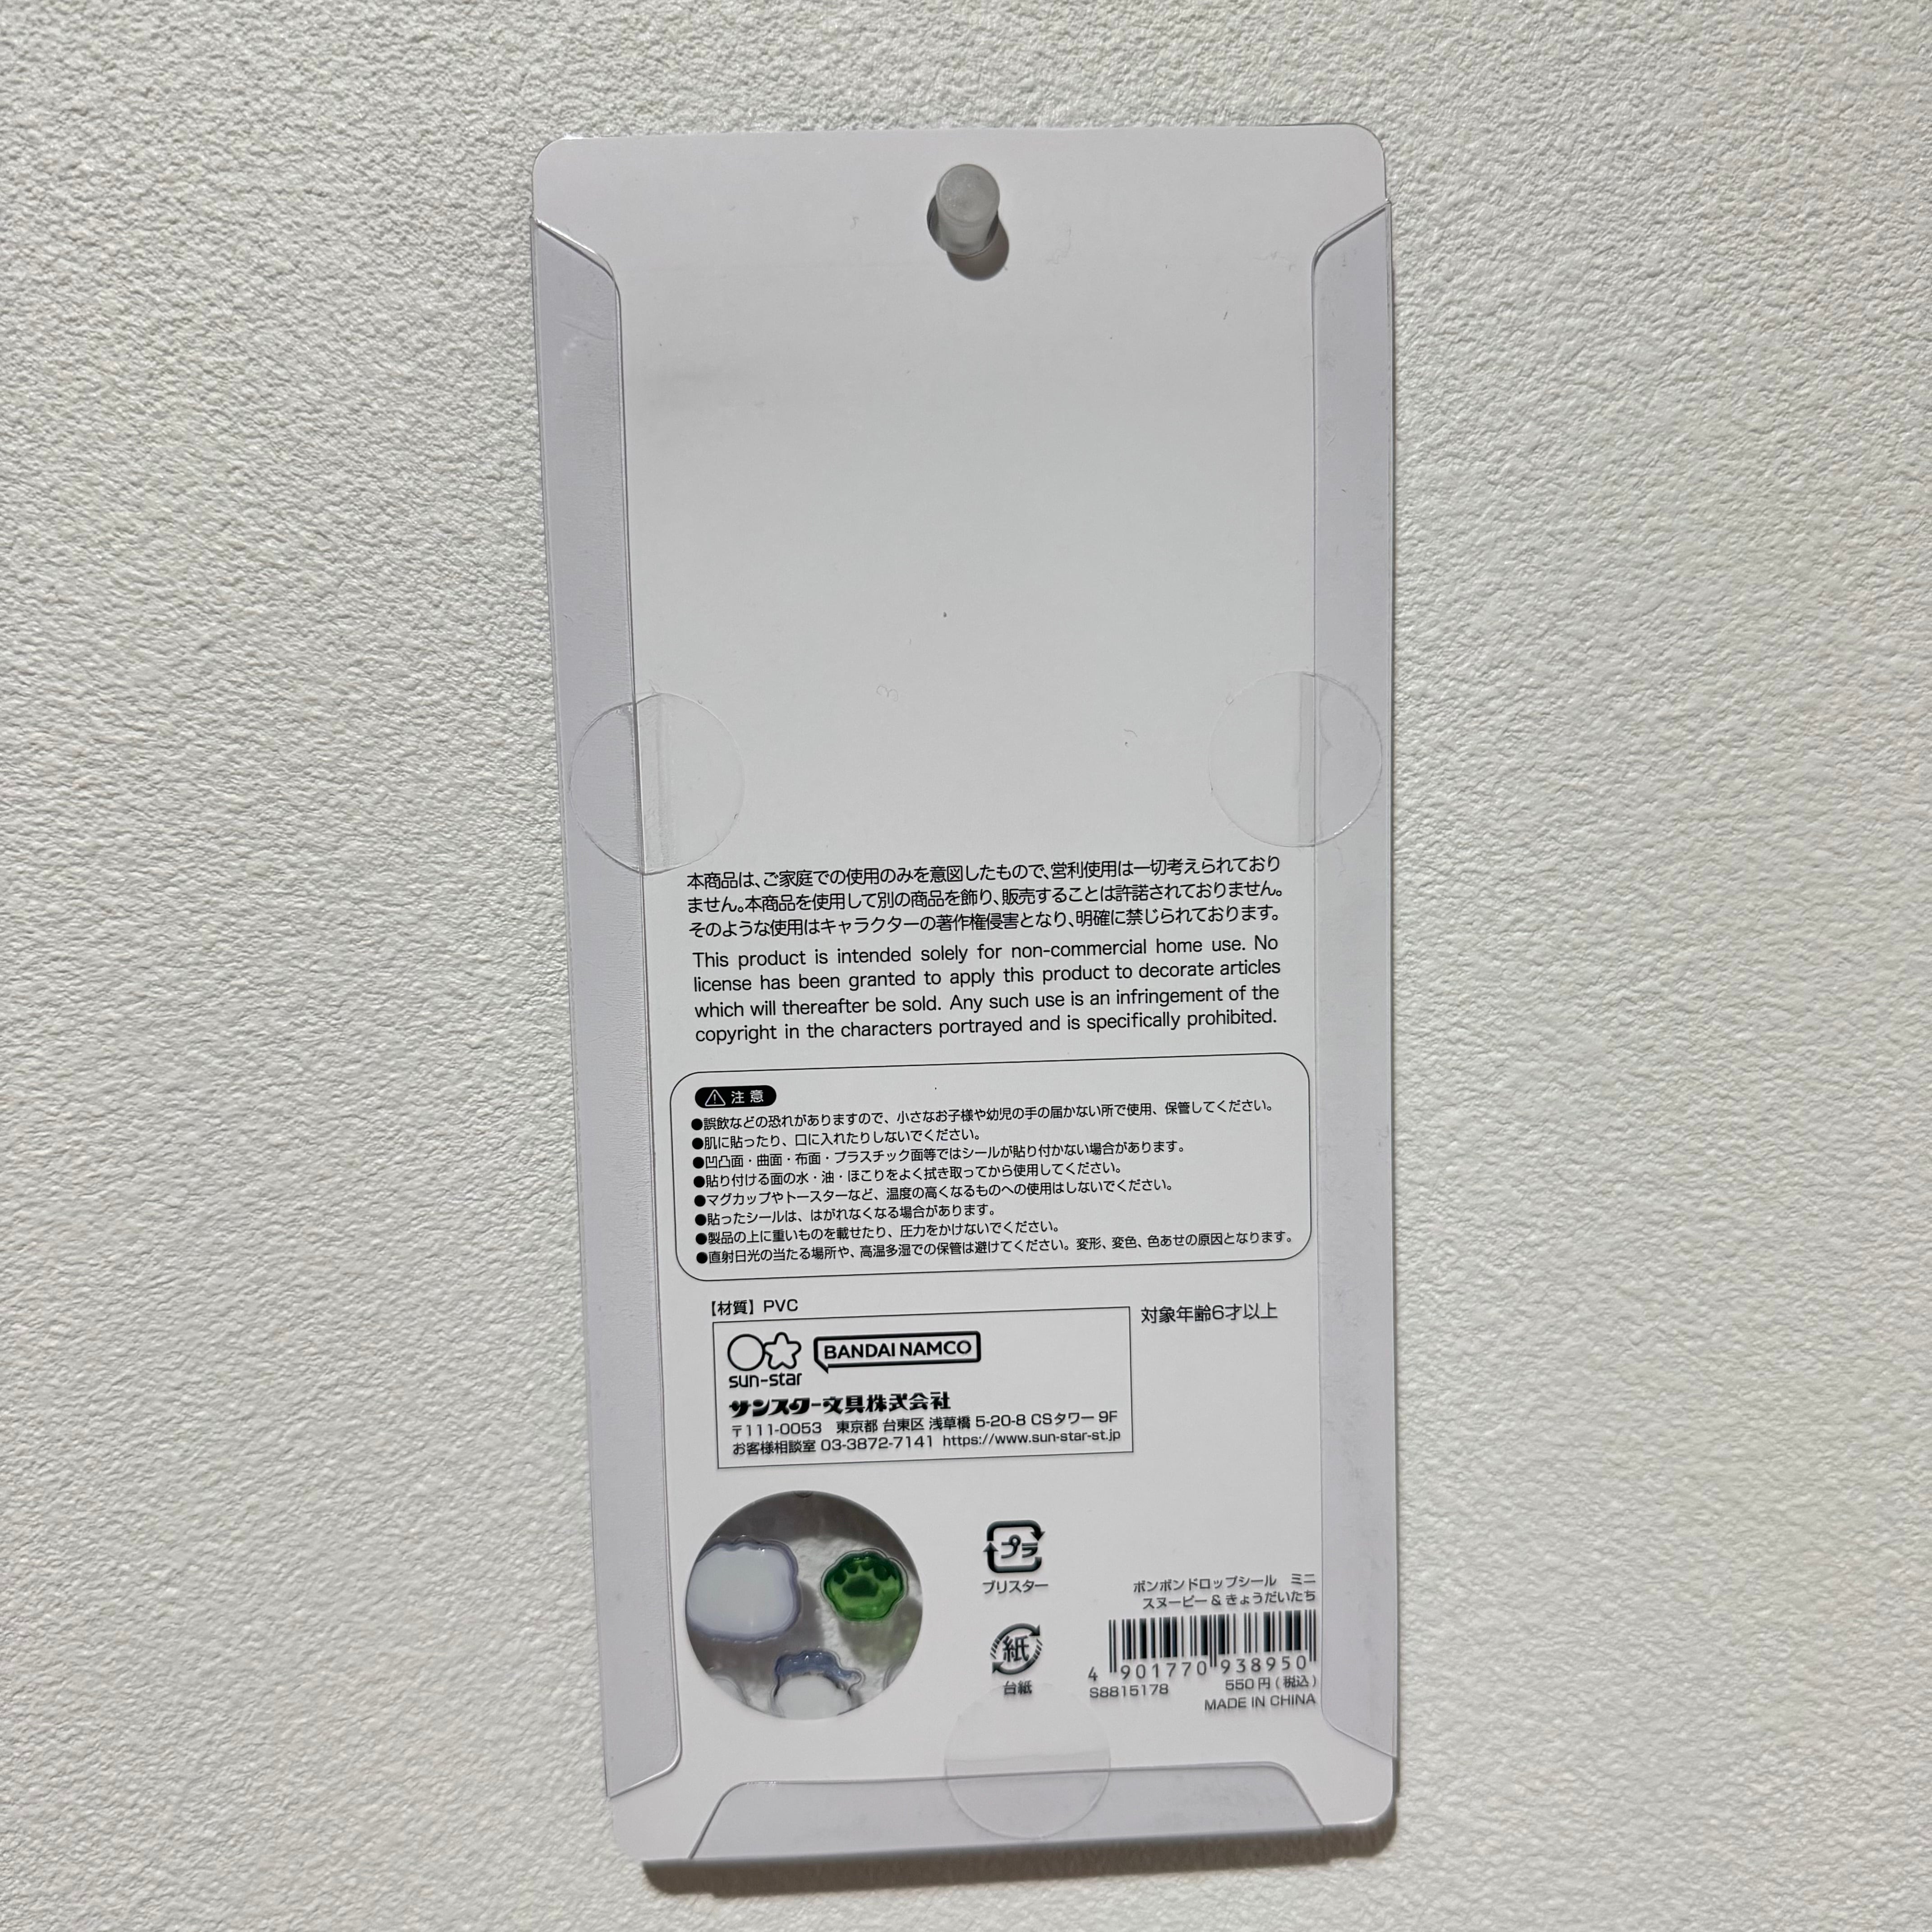 本商品は、ご家庭での使用のみを意図したもので、営利使用は一切考えられており
ません。本商品を使用して別の商品を飾り、販売することは許諾されておりません。
そのような使用はキャラクターの著作権侵害となり、明確に禁じられております。
This product is intended solely for non-commercial home use. No
license has been granted to apply this product to decorate articles
which will thereafter be sold. Any such use is an infringement of the
copyright in the characters portrayed and is specifically prohibited.
注意
●誤飲などの恐れがありますので、小さなお子様や幼児の手の届かない所で使用、保管してください。
●肌に貼ったり、口に入れたりしないでください。
●凹凸面・曲面・布面・プラスチック面等ではシールが貼り付かない場合があります。
●貼り付ける面の水・油・ほこりをよく拭き取ってから使用してください。
●マグカップやトースターなど、温度の高くなるものへの使用はしないでください。
●貼ったシールは、はがれなくなる場合があります。
●製品の上に重いものを載せたり、圧力をかけないでください。
●直射日光の当たる場所や、高温多湿での保管は避けてください。変形、変色、色あせの原因となります。
【材質】PVC
対象年齢6才以上
sun-star
BANDAI NAMCO
サンスター文具株式会社
〒111-0053 東京都 台東区 浅草橋 5-20-8 CSタワー 9F
お客様相談室 03-3872-7141 https://www.sun-star-st.jp
プラ
ブリスター
紙
台紙
ボンボンドロップシール ミニ
スヌーピー & きょうだいたち
4 901770 938950
S8815178 550円(税込)
MADE IN CHINA